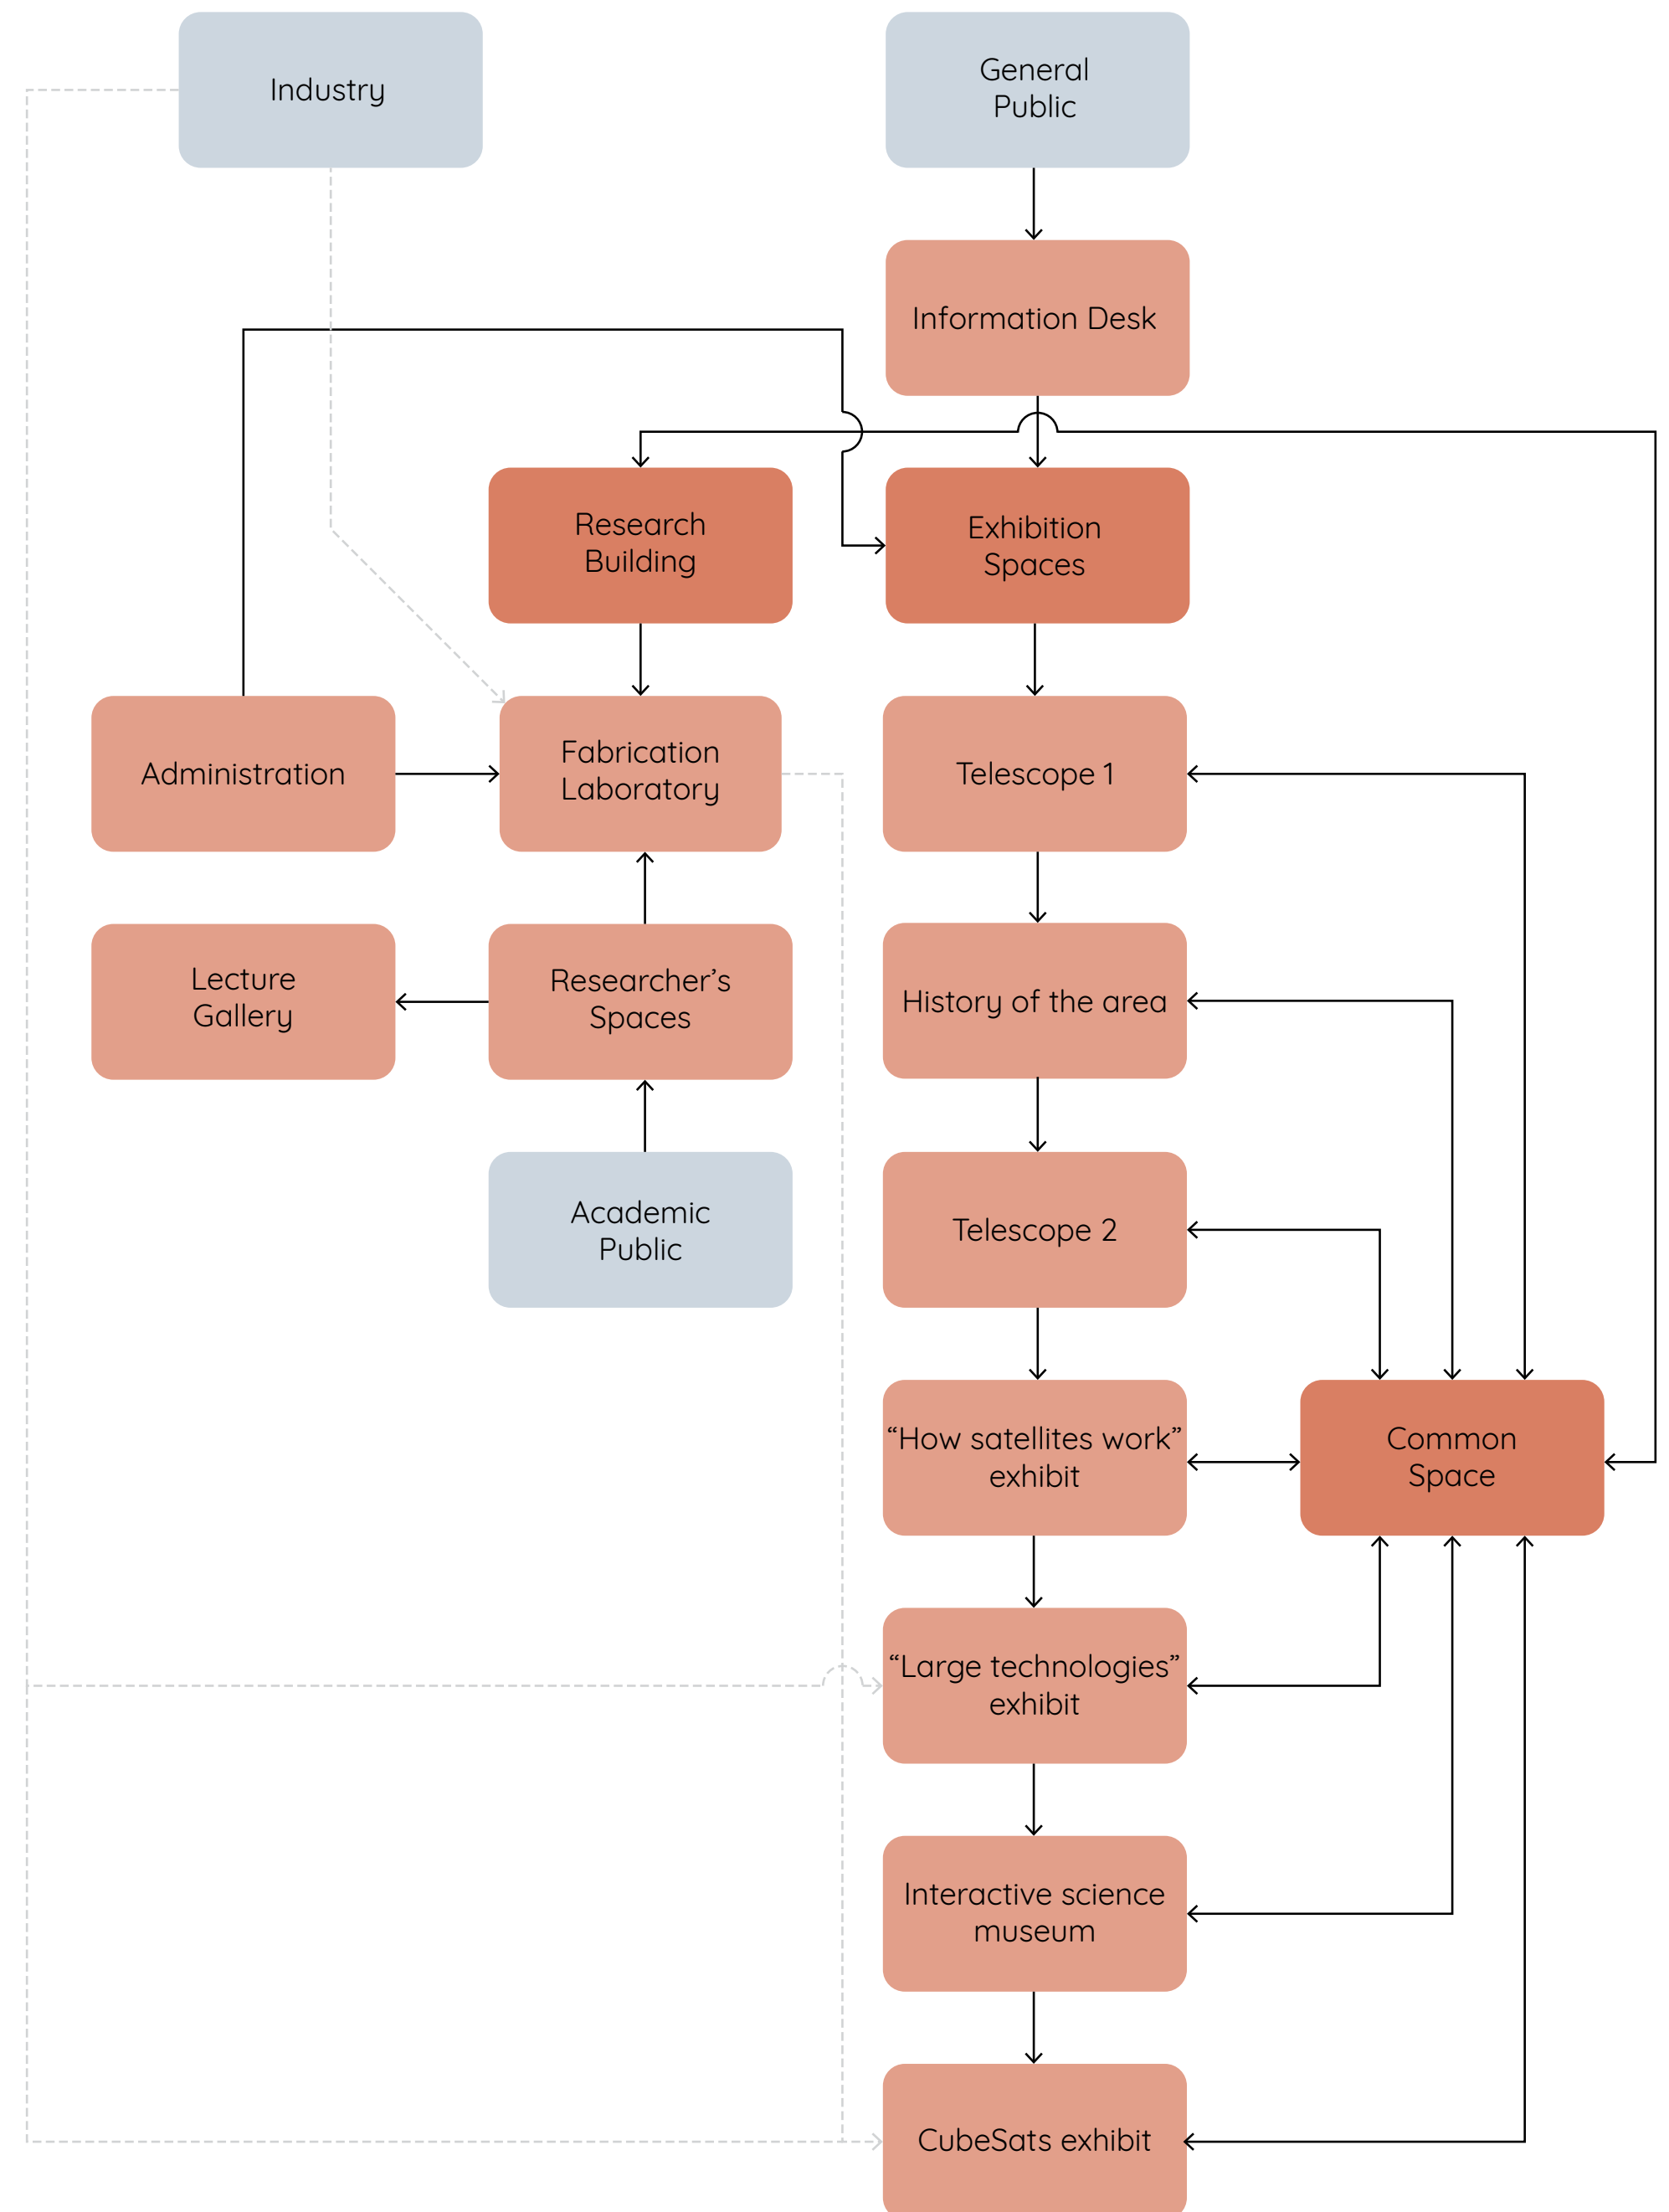 Industry
General
Public
Information Desk
Research
Building
Exhibition
Spaces
Administration
Fabrication
Laboratory
Telescope 1
Lecture
Gallery
Researcher’s
Spaces
History of the area
Academic
Public
Telescope 2
“How satellites work”
exhibit
Common
Space
“Large technologies”
exhibit
Interactive science
museum
CubeSats exhibit